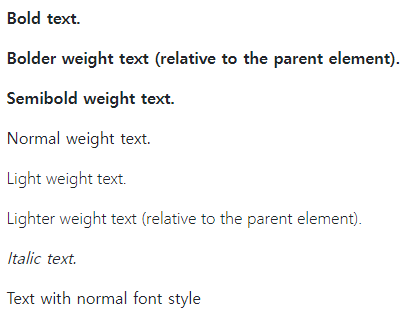 Bold text.
Bolder weight text (relative to the parent element).
Semibold weight text.
Normal weight text.
Light weight text.
Lighter weight text (relative to the parent element).
Italic text.
Text with normal font style